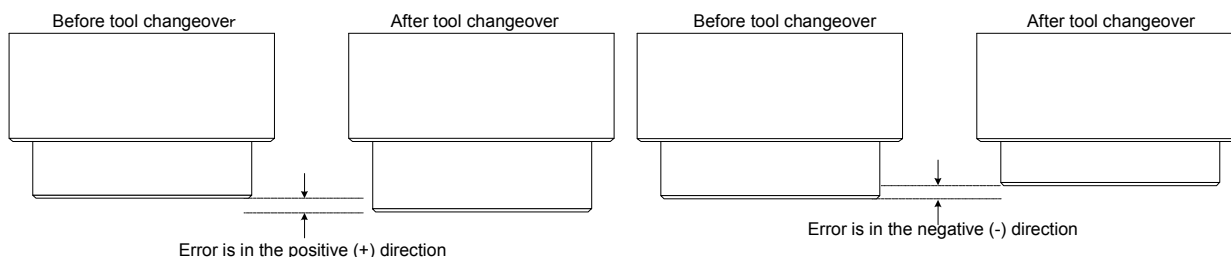 Before tool changeover
After tool changeover
Before tool changeover
After tool changeover
Error is in the positive (+) direction
Error is in the negative (-) direction